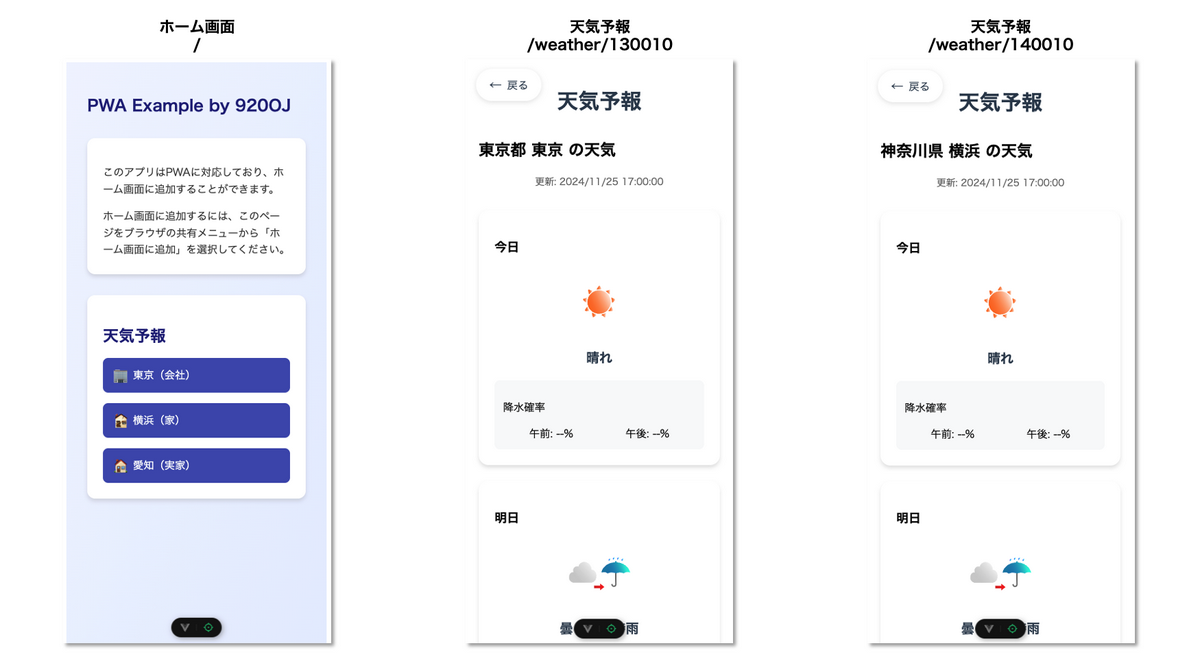 ホーム画面
/
PWA Example by 920OJ
このアプリはPWAに対応しており、ホ
ーム画面に追加することができます。
ホーム画面に追加するには、このペー
ジをブラウザの共有メニューから「ホ
ーム画面に追加」を選択してください。
天気予報
東京（会社）
横浜（家）
愛知（実家）
天気予報
/weather/130010
← 戻る
天気予報
東京都 東京 の天気
更新: 2024/11/25 17:00:00
今日
晴れ
降水確率
午前: --% 午後: --%
明日
曇 雨
天気予報
/weather/140010
← 戻る
天気予報
神奈川県 横浜 の天気
更新: 2024/11/25 17:00:00
今日
晴れ
降水確率
午前: --% 午後: --%
明日
曇 雨